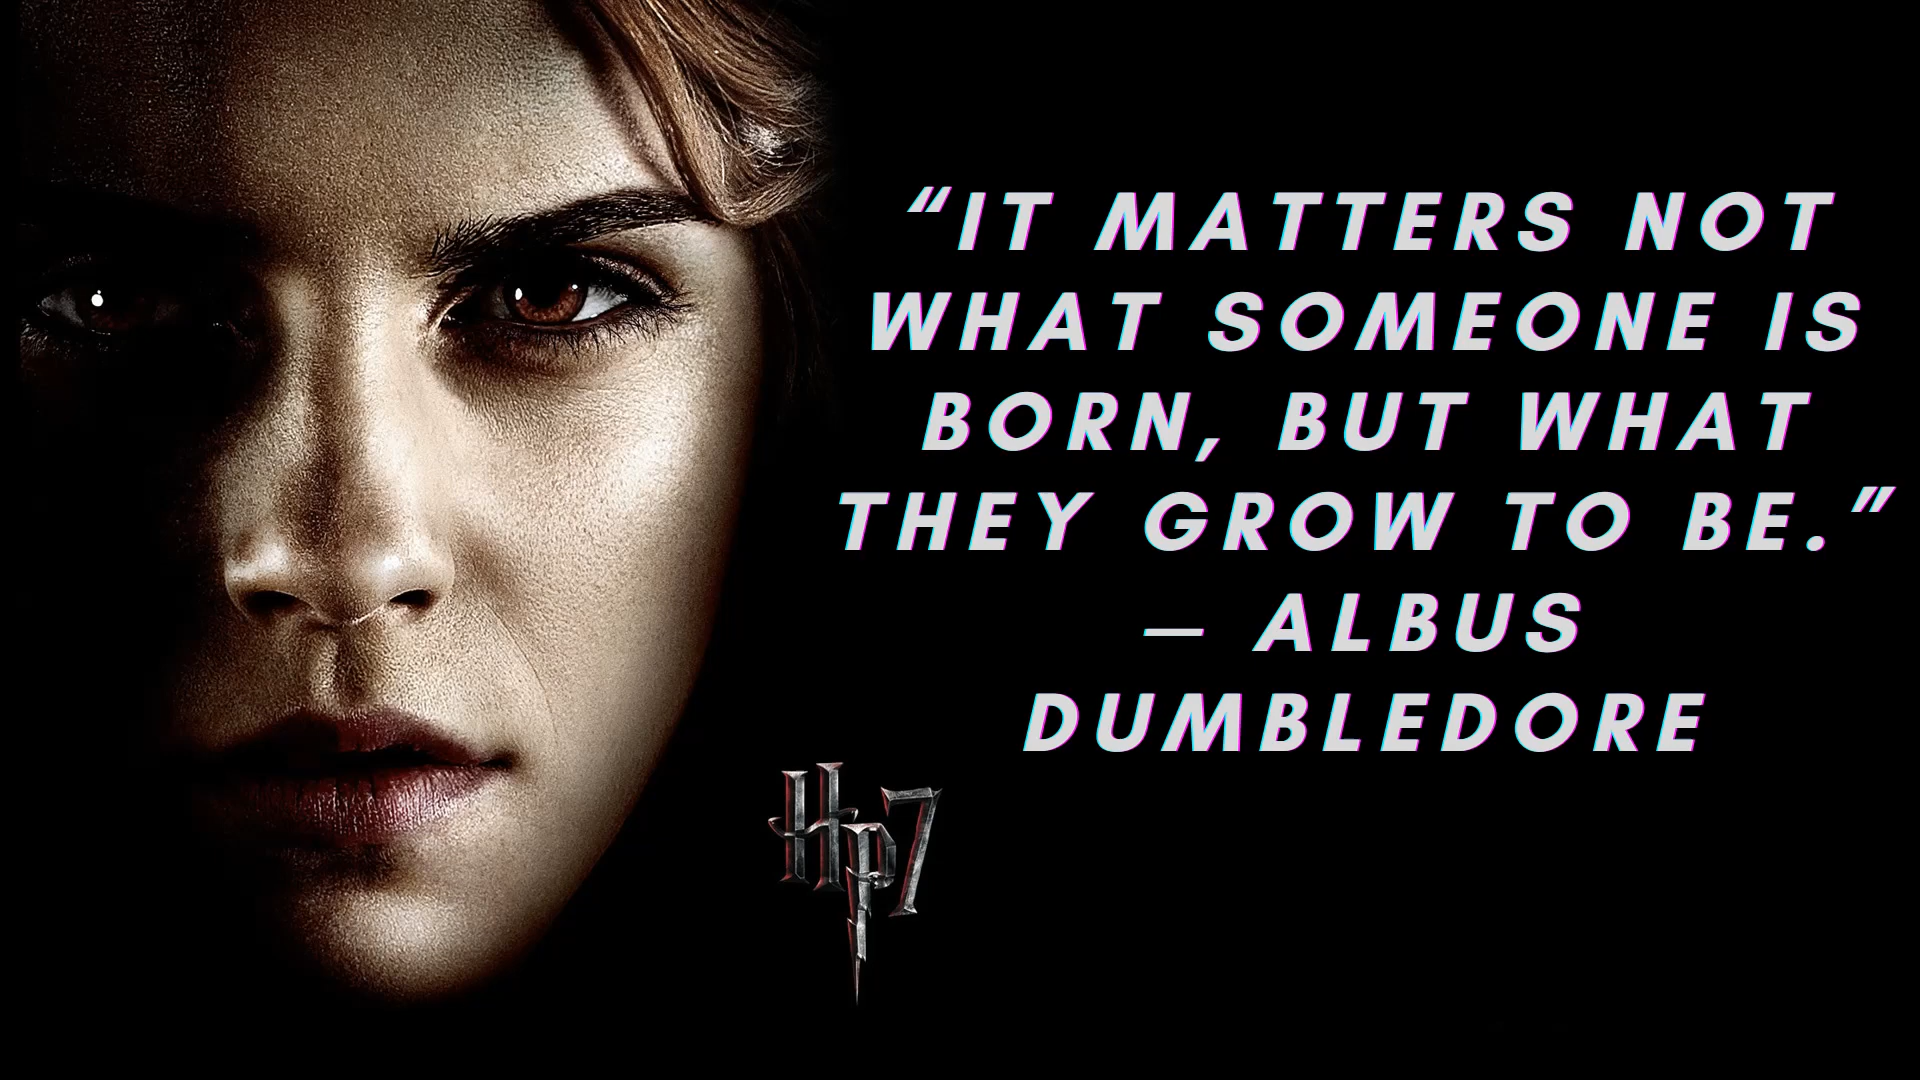 “IT MATTERS NOT
WHAT SOMEONE IS
BORN, BUT WHAT
THEY GROW TO BE.”
— ALBUS
DUMBLEDORE
HP7